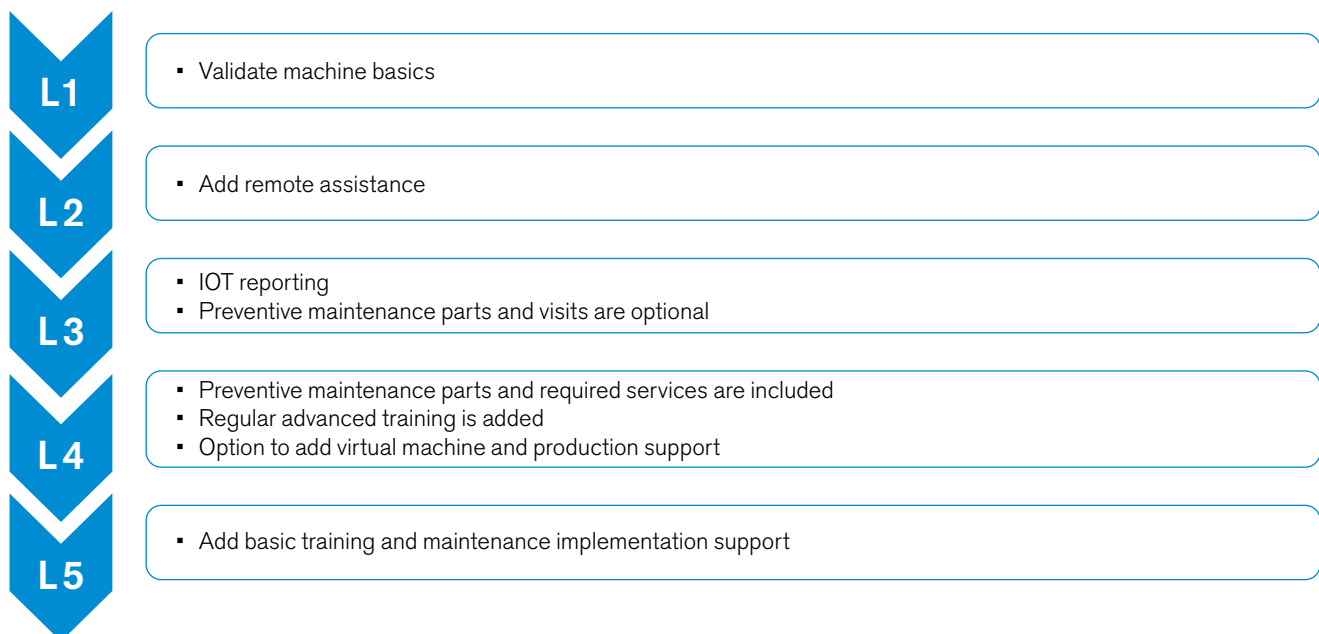 L1
▪ Validate machine basics
L2
▪ Add remote assistance
L3
▪ IOT reporting
▪ Preventive maintenance parts and visits are optional
L4
▪ Preventive maintenance parts and required services are included
▪ Regular advanced training is added
▪ Option to add virtual machine and production support
L5
▪ Add basic training and maintenance implementation support